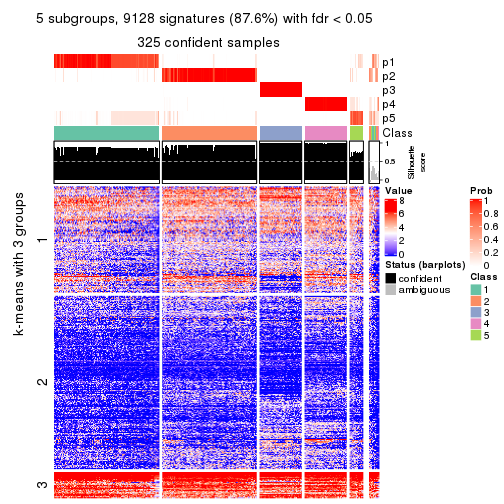 5 subgroups, 9128 signatures (87.6%) with fdr < 0.05
325 confident samples
p1
p2
p3
p4
p5
Class
1
0.5
0
Silhouette
score
k-means with 3 groups
1
2
3
Value
8
6
4
2
0
Status (barplots)
confident
ambiguous
Prob
1
0.8
0.6
0.4
0.2
0
Class
1
2
3
4
5